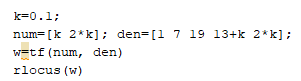 k=0.1;
num=[k 2*k]; den=[1 7 19 13+k 2*k];
w=tf(num, den)
rlocus(w)